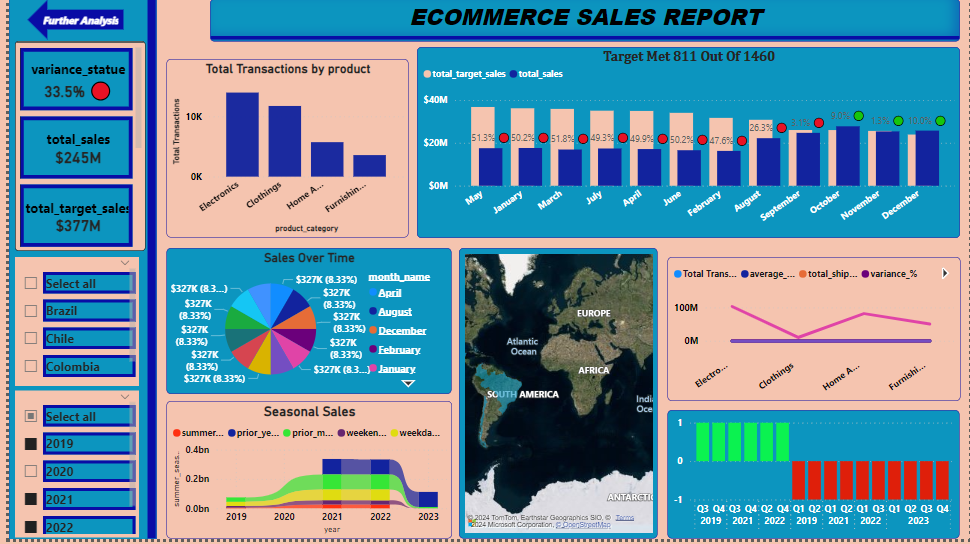 Further Analysis
ECOMMERCE SALES REPORT
variance_statue
33.5%
total_sales
$245M
total_target_sales
$377M
Select all
Brazil
Chile
Colombia
Select all
2019
2020
2021
2022
Total Transactions by product
Total Transactions
10K
0K
Electronics
Clothings
Home A...
Furnishin...
product_category
Target Met 811 Out Of 1460
total_target_sales total_sales
$40M
$20M
$0M
51.3% 50.2% 51.8% 49.3% 49.9% 50.2% 47.6% 26.3% 3.1% 9.0% 1.3% 10.0%
May January March July April June February August September October November December
Sales Over Time
$327K (8.3...)
$327K (8.33%)
$327K
(8.33%)
$327K
(8.33%)
$327K
(8.33%)
$327K
(8.33%)
$327K
(8.33%)
$327K
(8.33%)
$327K
(8.33%)
$327K (8.3...)
$327K (8.33%)
month_name
April
August
December
February
January
Seasonal Sales
summer... prior_ye... prior_m... weeken... weekda...
summer_seas...
0.4bn
0.2bn
0.0bn
2019 2020 2021 2022 2023
year
EUROPE
Atlantic
Ocean
AFRICA
SOUTH AMERICA
Indi
Oce
ANTARCTIC
© 2024 TomTom, Earthstar Geographics SIO, © Terms
2024 Microsoft Corporation, © OpenStreetMap
Total Trans... average_... total_ship... variance_%
100M
0M
Electro...
Clothings
Home A...
Furnishi...
1
0
-1
Q3 Q4 Q3 Q4 Q2 Q4 Q1 Q2 Q1 Q2 Q1 Q3 Q1 Q2 Q3 Q4
2019 2021 2022 2019 2021 2022 2023